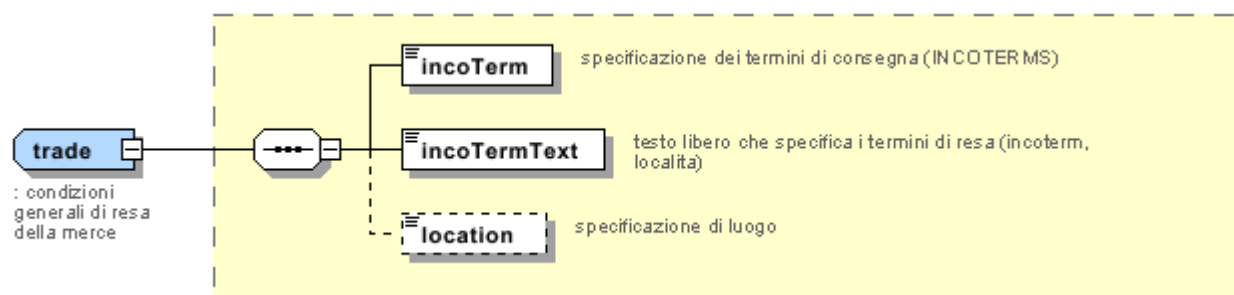 incoTerm
specificazione dei termini di consegna (INCOTERMS)
trade
incoTermText
testo libero che specifica i termini di resa (incoterm,
localita)
: condizioni
generali di resa
della merce
location
specificazione di luogo